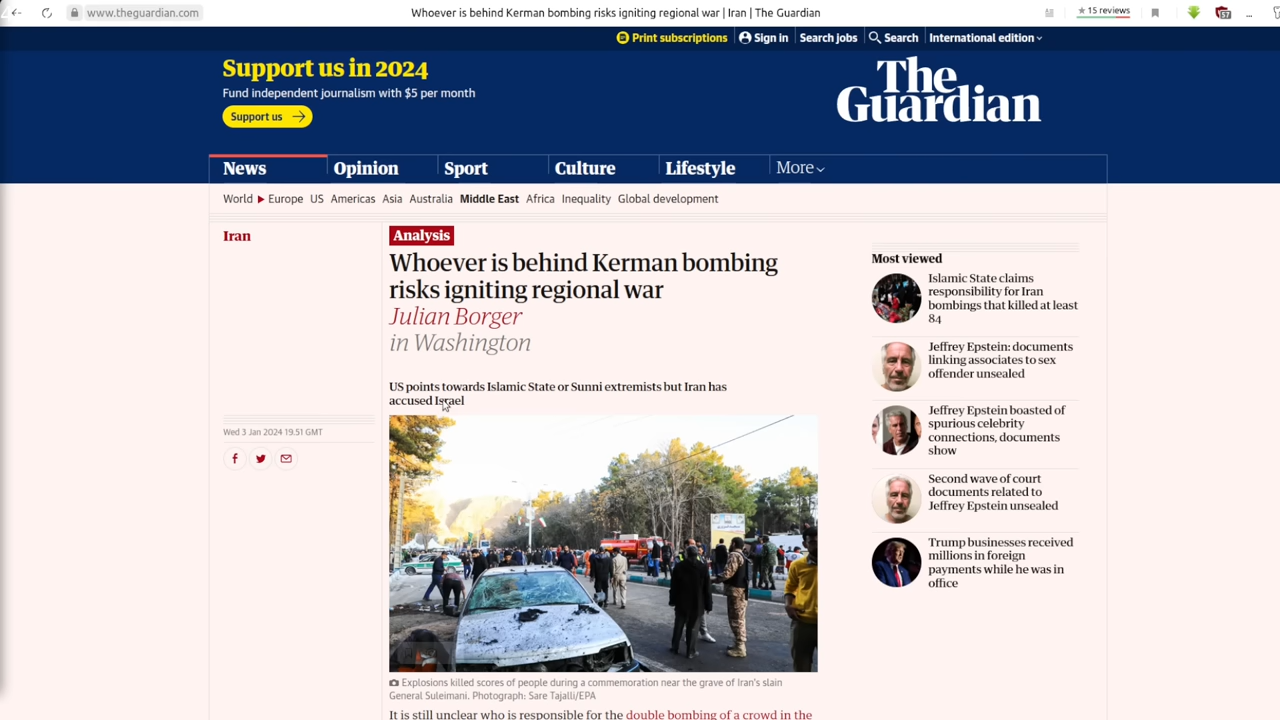 www.theguardian.com
Whoever is behind Kerman bombing risks igniting regional war | Iran | The Guardian
★ 15 reviews
57
Print subscriptions
Sign in
Search jobs
Search
International edition
Support us in 2024
Fund independent journalism with $5 per month
Support us
The
Guardian
News
Opinion
Sport
Culture
Lifestyle
More
World
Europe
US
Americas
Asia
Australia
Middle East
Africa
Inequality
Global development
Iran
Analysis
Whoever is behind Kerman bombing
risks igniting regional war
Julian Borger
in Washington
US points towards Islamic State or Sunni extremists but Iran has
accused Israel
Wed 3 Jan 2024 19.51 GMT
Explosions killed scores of people during a commemoration near the grave of Iran's slain
General Suleimani. Photograph: Sare Tajalli/EPA
It is still unclear who is responsible for the double bombing of a crowd in the
Most viewed
Islamic State claims
responsibility for Iran
bombings that killed at least
84
Jeffrey Epstein: documents
linking associates to sex
offender unsealed
Jeffrey Epstein boasted of
spurious celebrity
connections, documents
show
Second wave of court
documents related to
Jeffrey Epstein unsealed
Trump businesses received
millions in foreign
payments while he was in
office